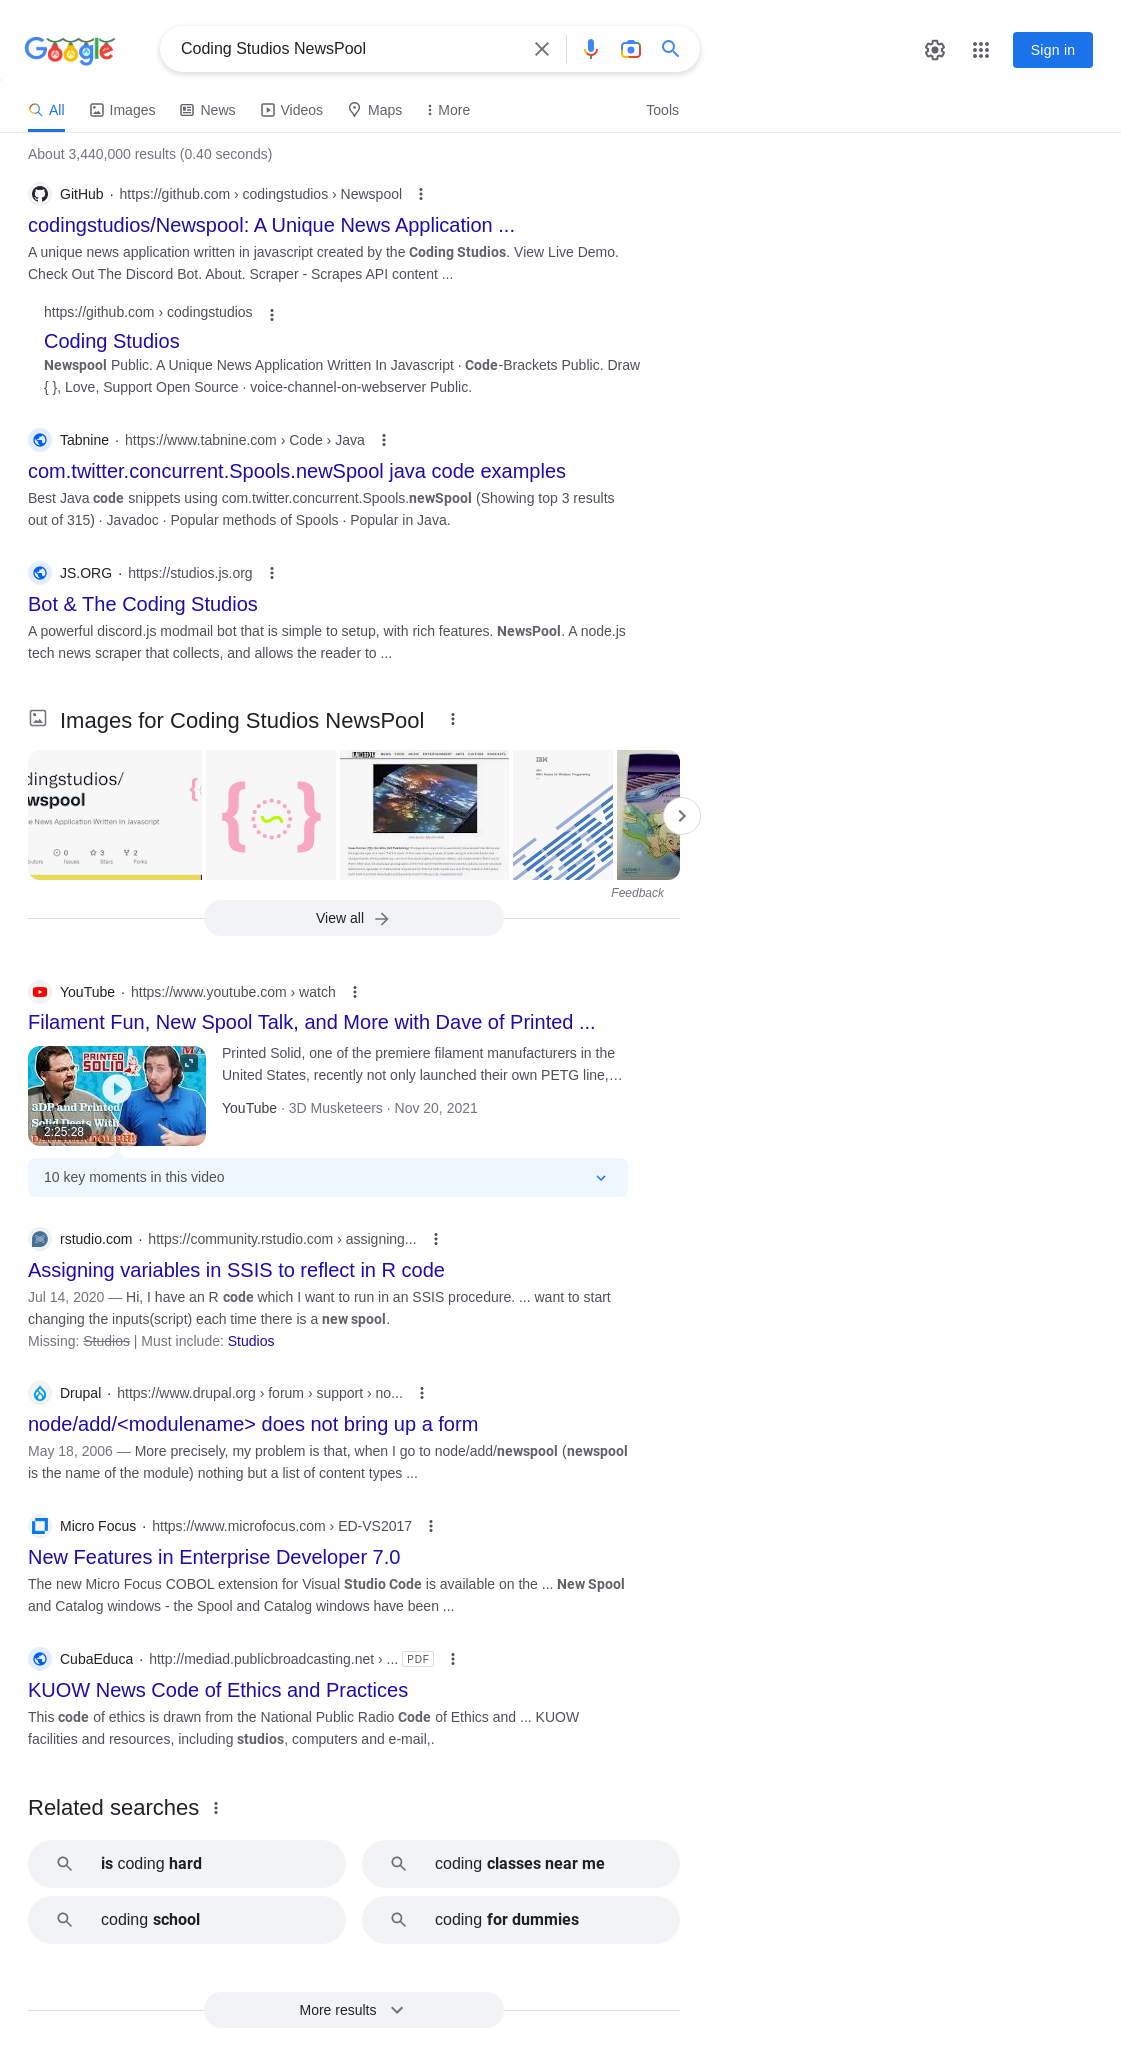 Google
Coding Studios NewsPool
Sign in
All Images News Videos Maps More Tools
About 3,440,000 results (0.40 seconds)
GitHub · https://github.com › codingstudios › Newspool
codingstudios/Newspool: A Unique News Application ...
A unique news application written in javascript created by the Coding Studios. View Live Demo.
Check Out The Discord Bot. About. Scraper - Scrapes API content ...
https://github.com › codingstudios
Coding Studios
Newspool Public. A Unique News Application Written In Javascript · Code-Brackets Public. Draw
{ }, Love, Support Open Source · voice-channel-on-webserver Public.
Tabnine · https://www.tabnine.com › Code › Java
com.twitter.concurrent.Spools.newSpool java code examples
Best Java code snippets using com.twitter.concurrent.Spools.newSpool (Showing top 3 results
out of 315) · Javadoc · Popular methods of Spools · Popular in Java.
JS.ORG · https://studios.js.org
Bot & The Coding Studios
A powerful discord.js modmail bot that is simple to setup, with rich features. NewsPool. A node.js
tech news scraper that collects, and allows the reader to ...
Images for Coding Studios NewsPool
dingstudios/
wspool
e News Application Written In Javascript
0 3 2
utors Issues Stars Forks
{ }
IBM
Feedback
View all
YouTube · https://www.youtube.com › watch
Filament Fun, New Spool Talk, and More with Dave of Printed ...
PRINTED
SOLID
3DP and Printed
Solid Deets With
2:25:28
Printed Solid, one of the premiere filament manufacturers in the
United States, recently not only launched their own PETG line,…
YouTube · 3D Musketeers · Nov 20, 2021
10 key moments in this video
rstudio.com · https://community.rstudio.com › assigning...
Assigning variables in SSIS to reflect in R code
Jul 14, 2020 — Hi, I have an R code which I want to run in an SSIS procedure. ... want to start
changing the inputs(script) each time there is a new spool.
Missing: Studios | Must include: Studios
Drupal · https://www.drupal.org › forum › support › no...
node/add/<modulename> does not bring up a form
May 18, 2006 — More precisely, my problem is that, when I go to node/add/newspool (newspool
is the name of the module) nothing but a list of content types ...
Micro Focus · https://www.microfocus.com › ED-VS2017
New Features in Enterprise Developer 7.0
The new Micro Focus COBOL extension for Visual Studio Code is available on the ... New Spool
and Catalog windows - the Spool and Catalog windows have been ...
CubaEduca · http://mediad.publicbroadcasting.net › ... PDF
KUOW News Code of Ethics and Practices
This code of ethics is drawn from the National Public Radio Code of Ethics and ... KUOW
facilities and resources, including studios, computers and e-mail,.
Related searches
is coding hard
coding classes near me
coding school
coding for dummies
More results